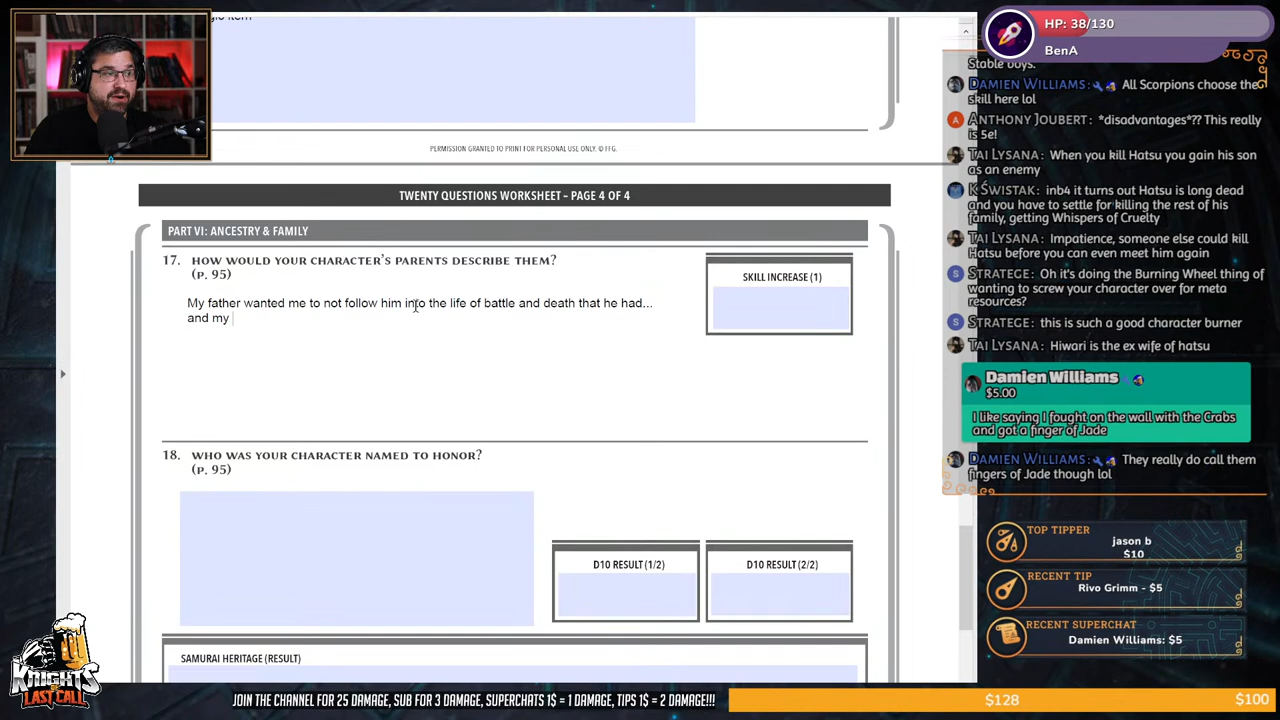 HP: 38/130
BenA
Stable boys.
DAMIEN WILLIAMS: All Scorpions choose the
skill here lol
A
ANTHONY JOUBERT: *disadvantages*?? This really
is 5e!
TAI LYSANA: When you kill Hatsu you gain his son
as an enemy
K ŚWISTAK: inb4 it turns out Hatsu is long dead
and you have to settle for killing the rest of his
family, getting Whispers of Cruelty
TAI LYSANA: Impatience, someone else could kill
Hatsu before you can even meet him again
S
STRATEGE: Oh it's doing the Burning Wheel thing of
wanting to screw your character over for meta
resources?
S
STRATEGE: this is such a good character burner
TAI LYSANA: Hiwari is the ex wife of hatsu
Damien Williams
$5.00
I like saying I fought on the wall with the Crabs
and got a finger of Jade
DAMIEN WILLIAMS: They really do call them
fingers of Jade though lol
TOP TIPPER
jason b
$10
RECENT TIP
Rivo Grimm - $5
RECENT SUPERCHAT
Damien Williams: $5
item
PERMISSION GRANTED TO PRINT FOR PERSONAL USE ONLY. © FFG.
TWENTY QUESTIONS WORKSHEET – PAGE 4 OF 4
PART VI: ANCESTRY & FAMILY
17. HOW WOULD YOUR CHARACTER'S PARENTS DESCRIBE THEM?
(P. 95)
SKILL INCREASE (1)
My father wanted me to not follow him into the life of battle and death that he had...
and my
18. WHO WAS YOUR CHARACTER NAMED TO HONOR?
(P. 95)
D10 RESULT (1/2)
D10 RESULT (2/2)
SAMURAI HERITAGE (RESULT)
KNIGHTS
OF
LAST CALL
JOIN THE CHANNEL FOR 25 DAMAGE, SUB FOR 3 DAMAGE, SUPERCHATS 1$ = 1 DAMAGE, TIPS 1$ = 2 DAMAGE!!!
$128
$100